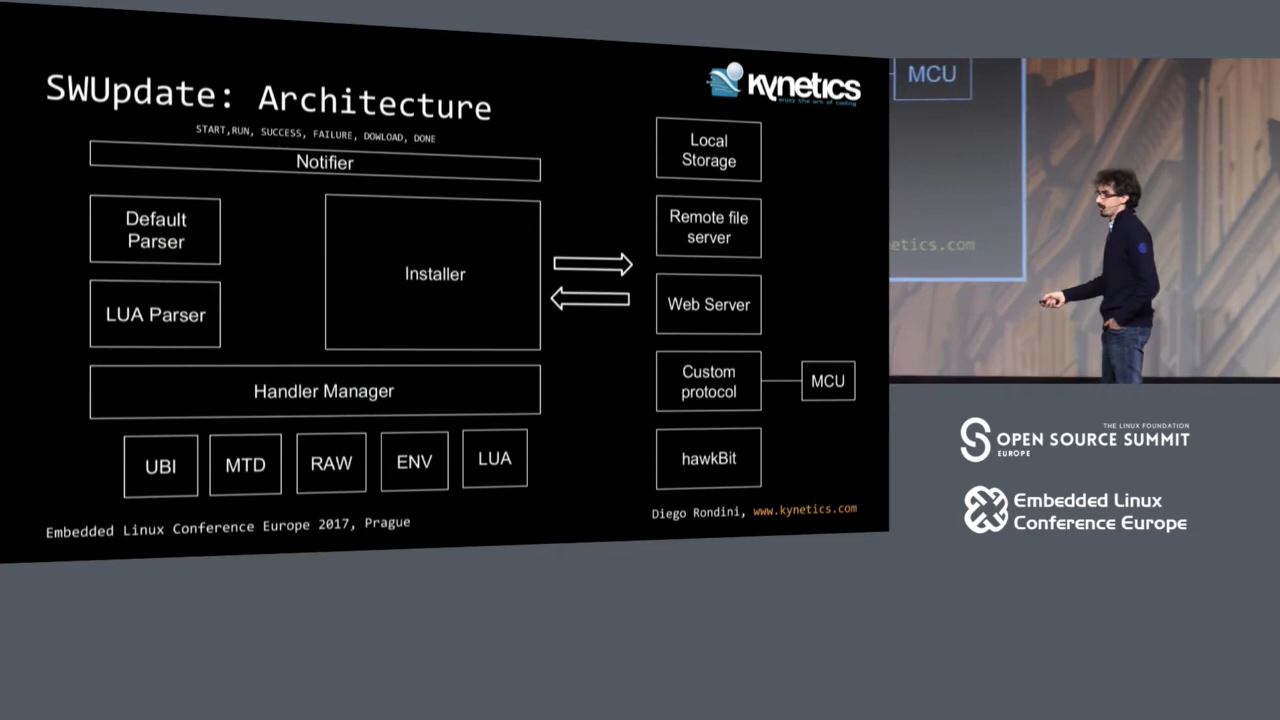 SWUpdate: Architecture
kynetics
enjoy the art of coding
START,RUN, SUCCESS, FAILURE, DOWLOAD, DONE
Notifier
Default
Parser
LUA Parser
Installer
Handler Manager
UBI
MTD
RAW
ENV
LUA
Local
Storage
Remote file
server
Web Server
Custom
protocol
MCU
hawkBit
Embedded Linux Conference Europe 2017, Prague
Diego Rondini, www.kynetics.com
MCU
etics.com
THE LINUX FOUNDATION
OPEN SOURCE SUMMIT
EUROPE
Embedded Linux
Conference Europe